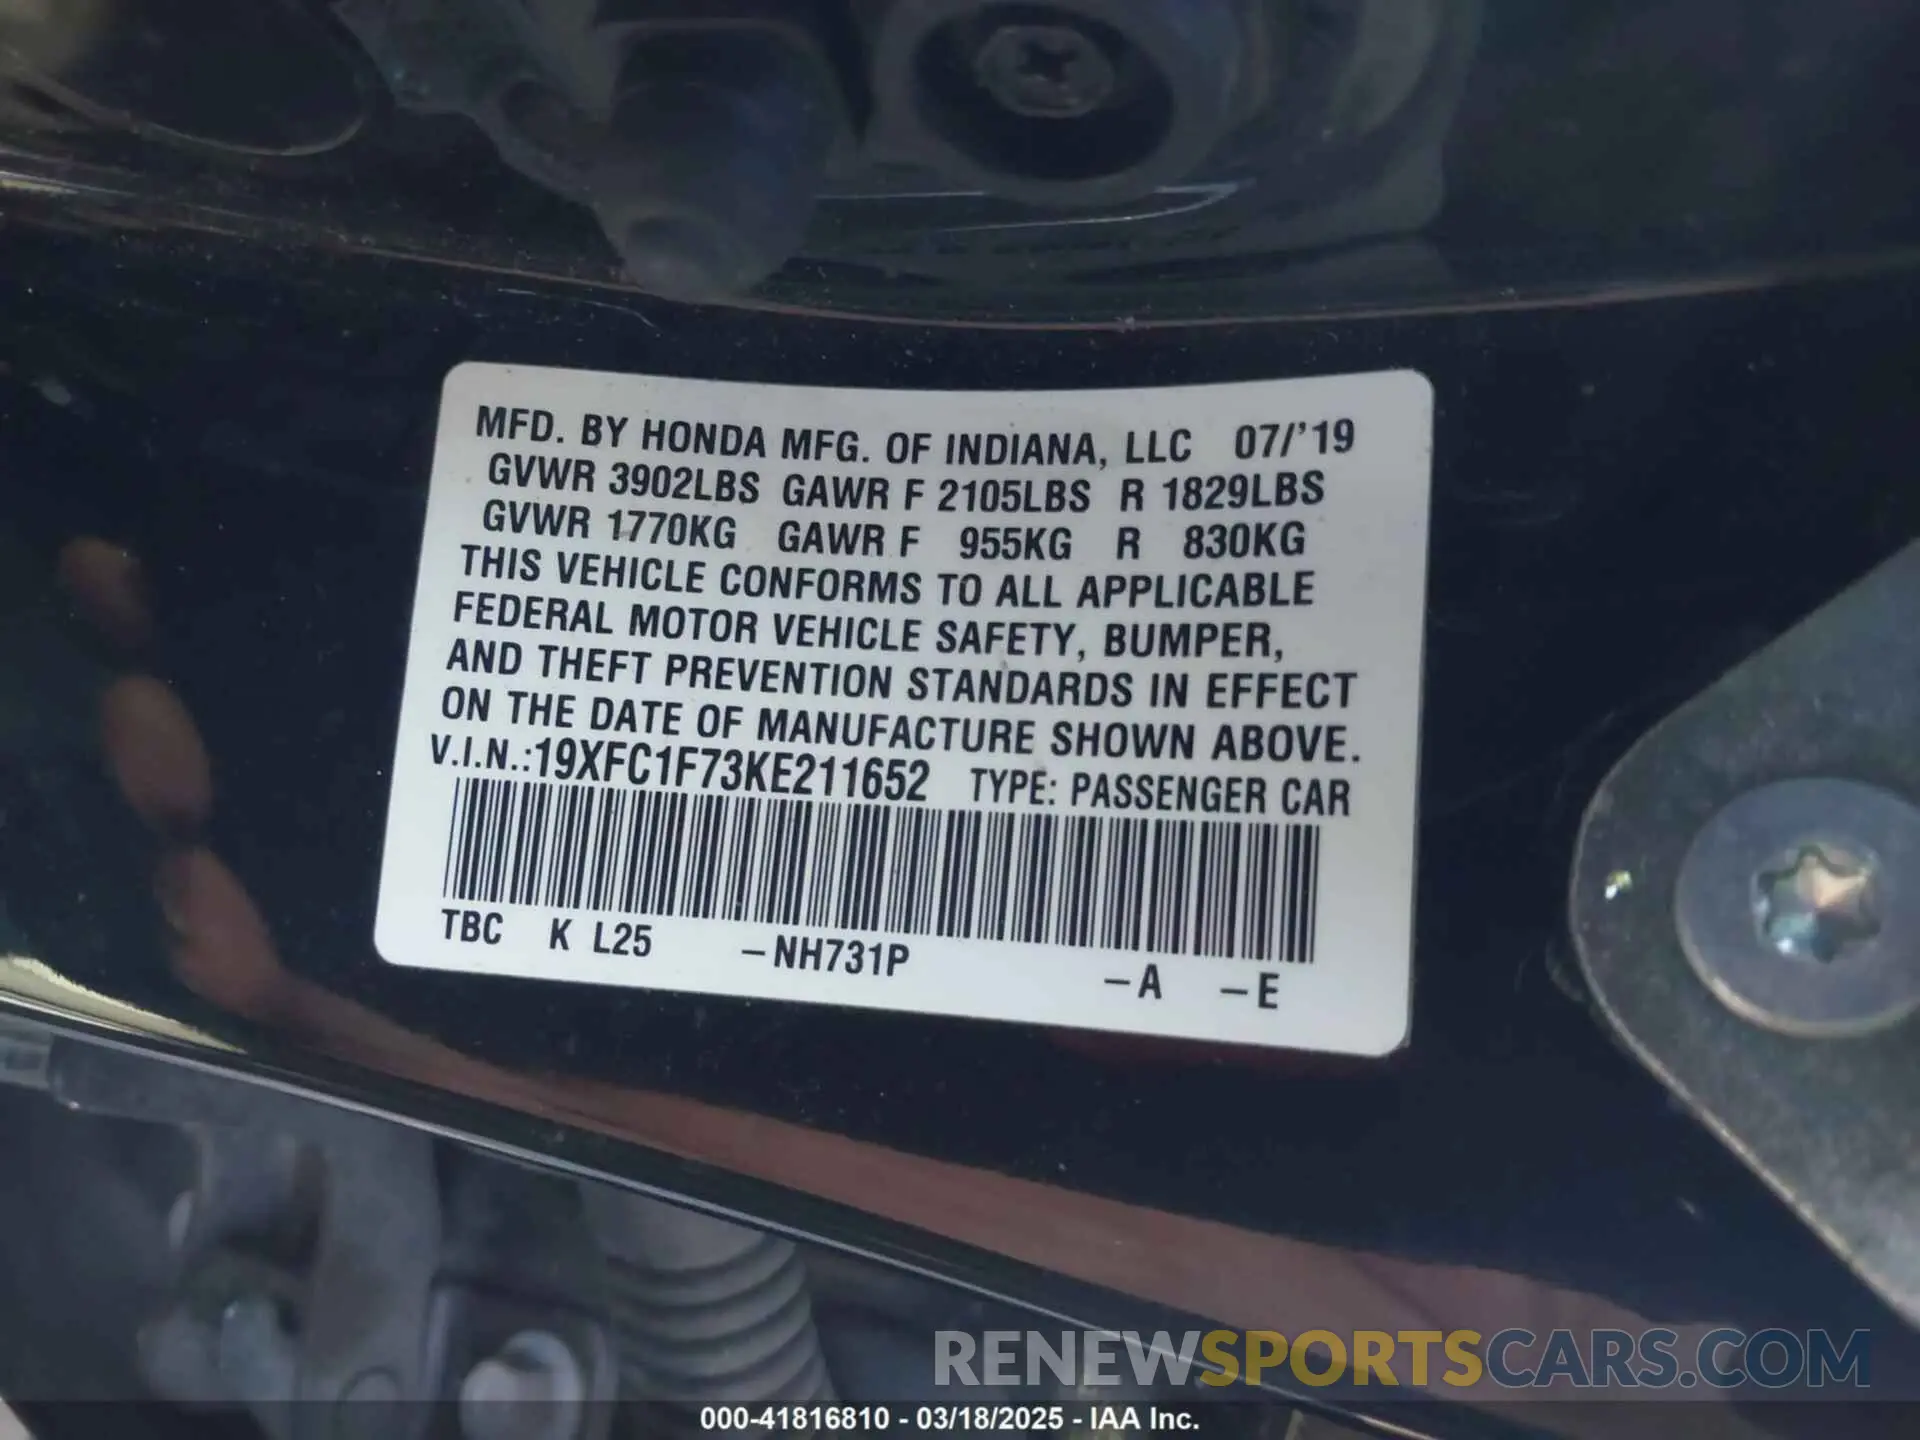 MFD. BY HONDA MFG. OF INDIANA, LLC 07/'19
GVWR 3902LBS GAWR F 2105LBS R 1829LBS
GVWR 1770KG GAWR F 955KG R 830KG
THIS VEHICLE CONFORMS TO ALL APPLICABLE
FEDERAL MOTOR VEHICLE SAFETY, BUMPER,
AND THEFT PREVENTION STANDARDS IN EFFECT
ON THE DATE OF MANUFACTURE SHOWN ABOVE.
V.I.N.:19XFC1F73KE211652 TYPE: PASSENGER CAR
TBC K L25 -NH731P -A -E
RENEWSPORTSCARS.COM
000-41816810 - 03/18/2025 - IAA Inc.